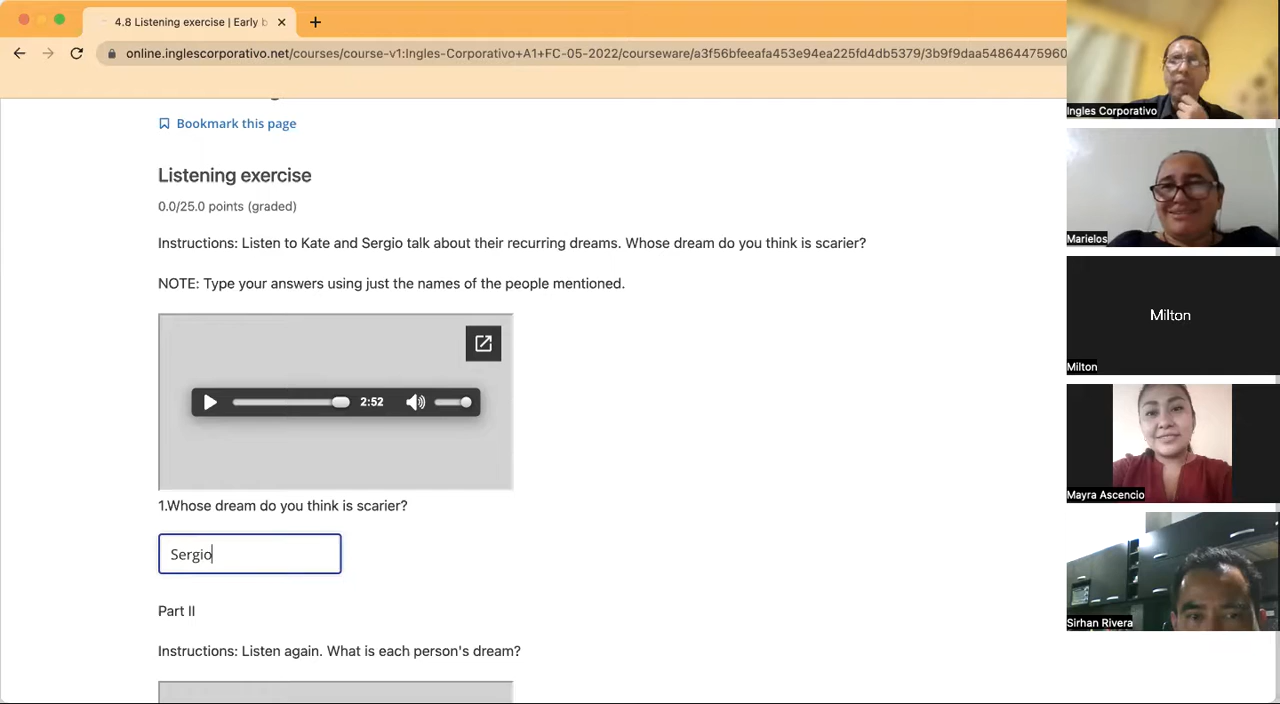 4.8 Listening exercise | Early b
online.inglescorporativo.net/courses/course-v1:Ingles-Corporativo+A1+FC-05-2022/courseware/a3f56bfeeafa453e94ea225fd4db5379/3b9f9daa54864475960
Bookmark this page
Listening exercise
0.0/25.0 points (graded)
Instructions: Listen to Kate and Sergio talk about their recurring dreams. Whose dream do you think is scarier?
NOTE: Type your answers using just the names of the people mentioned.
2:52
1.Whose dream do you think is scarier?
Sergio
Part II
Instructions: Listen again. What is each person's dream?
Ingles Corporativo
Marielos
Milton
Milton
Mayra Ascencio
Sirhan Rivera